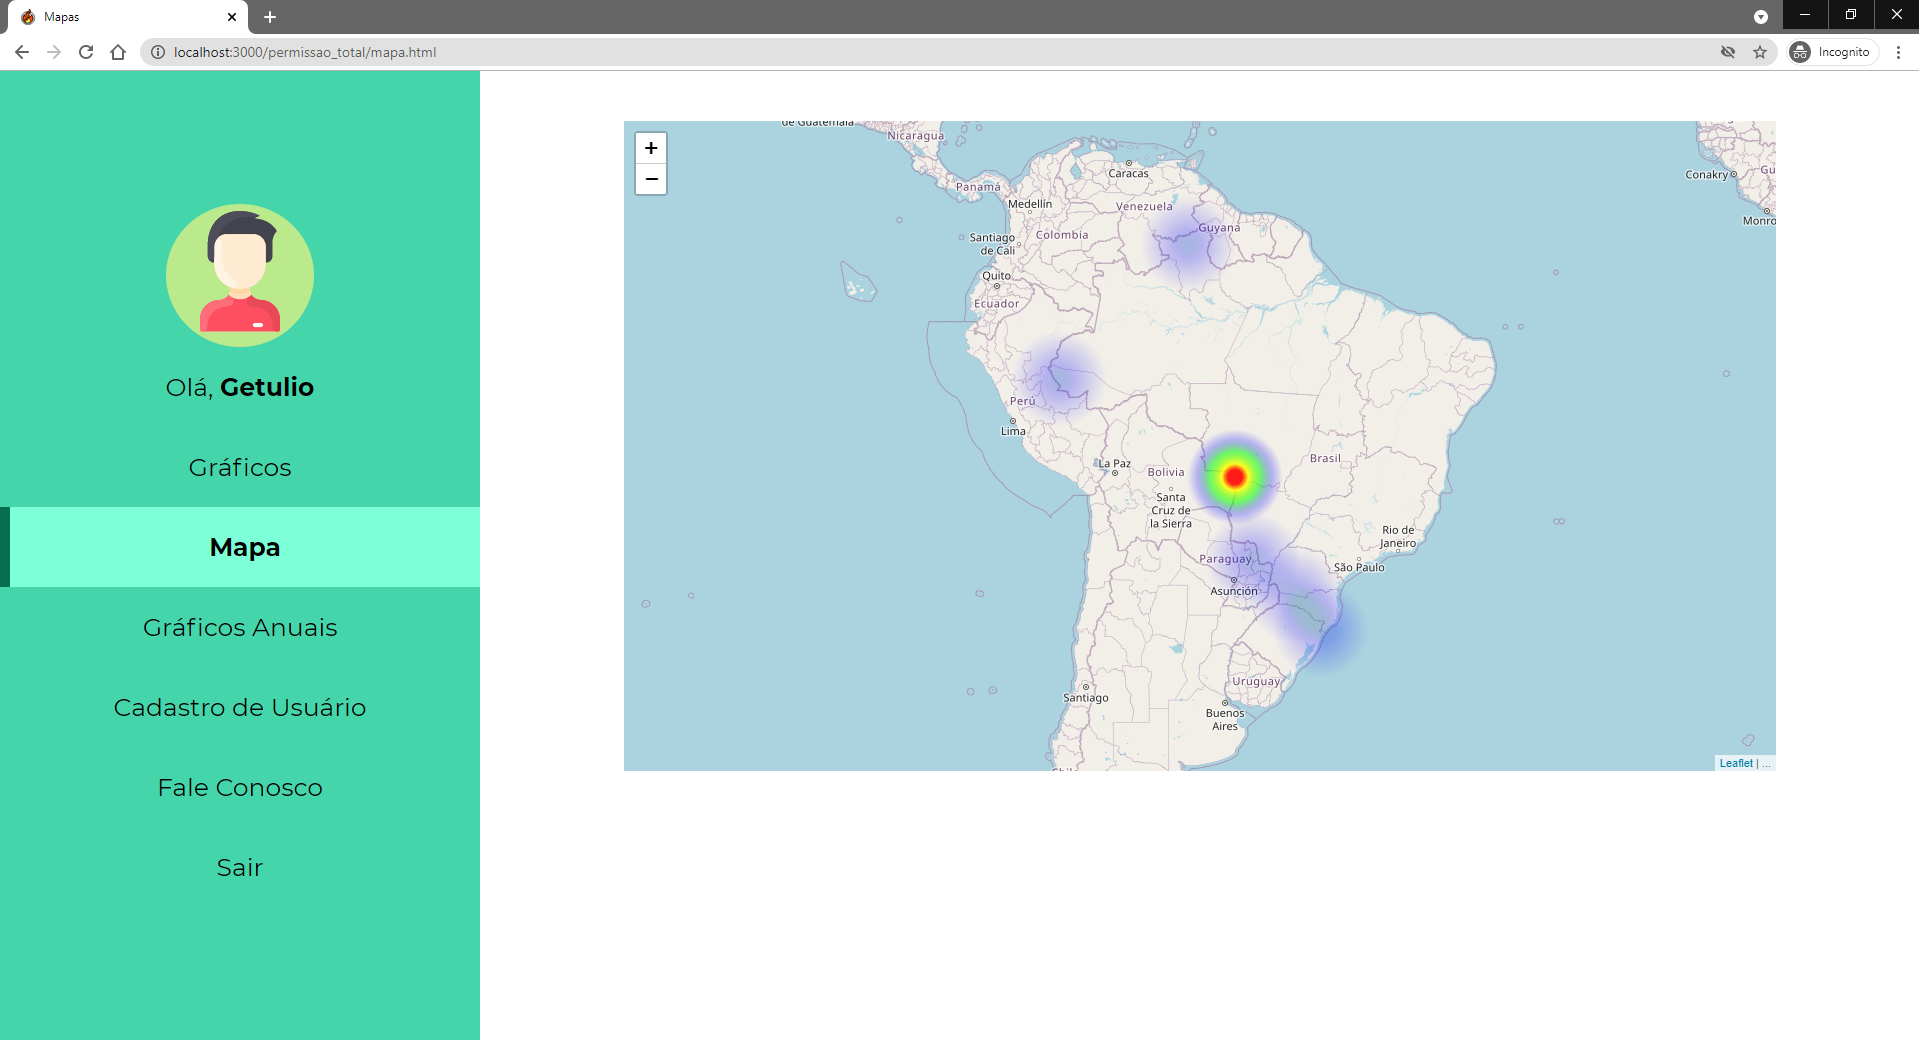 Mapas
localhost:3000/permissao_total/mapa.html
Incognito
Olá, Getulio
Gráficos
Mapa
Gráficos Anuais
Cadastro de Usuário
Fale Conosco
Sair
+
−
de Guatemala
Nicaragua
Panamá
Caracas
Medellín
Venezuela
Colombia
Guyana
Santiago
de Cali
Quito
Ecuador
Perú
Lima
La Paz
Bolivia
Brasil
Santa
Cruz de
la Sierra
Rio de
Janeiro
São Paulo
Paraguay
Asunción
Uruguay
Santiago
Buenos
Aires
Conakry
Leaflet | ...